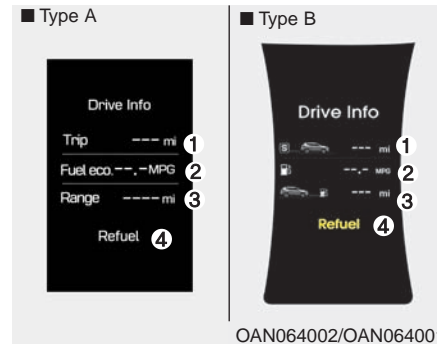 ■ Type A
Drive Info
Trip --- mi ①
Fuel eco. --.- MPG ②
Range ---- mi ③
Refuel ④
■ Type B
Drive Info
S --- mi ①
--.- MPG ②
--- mi ③
Refuel ④
OAN064002/OAN06400